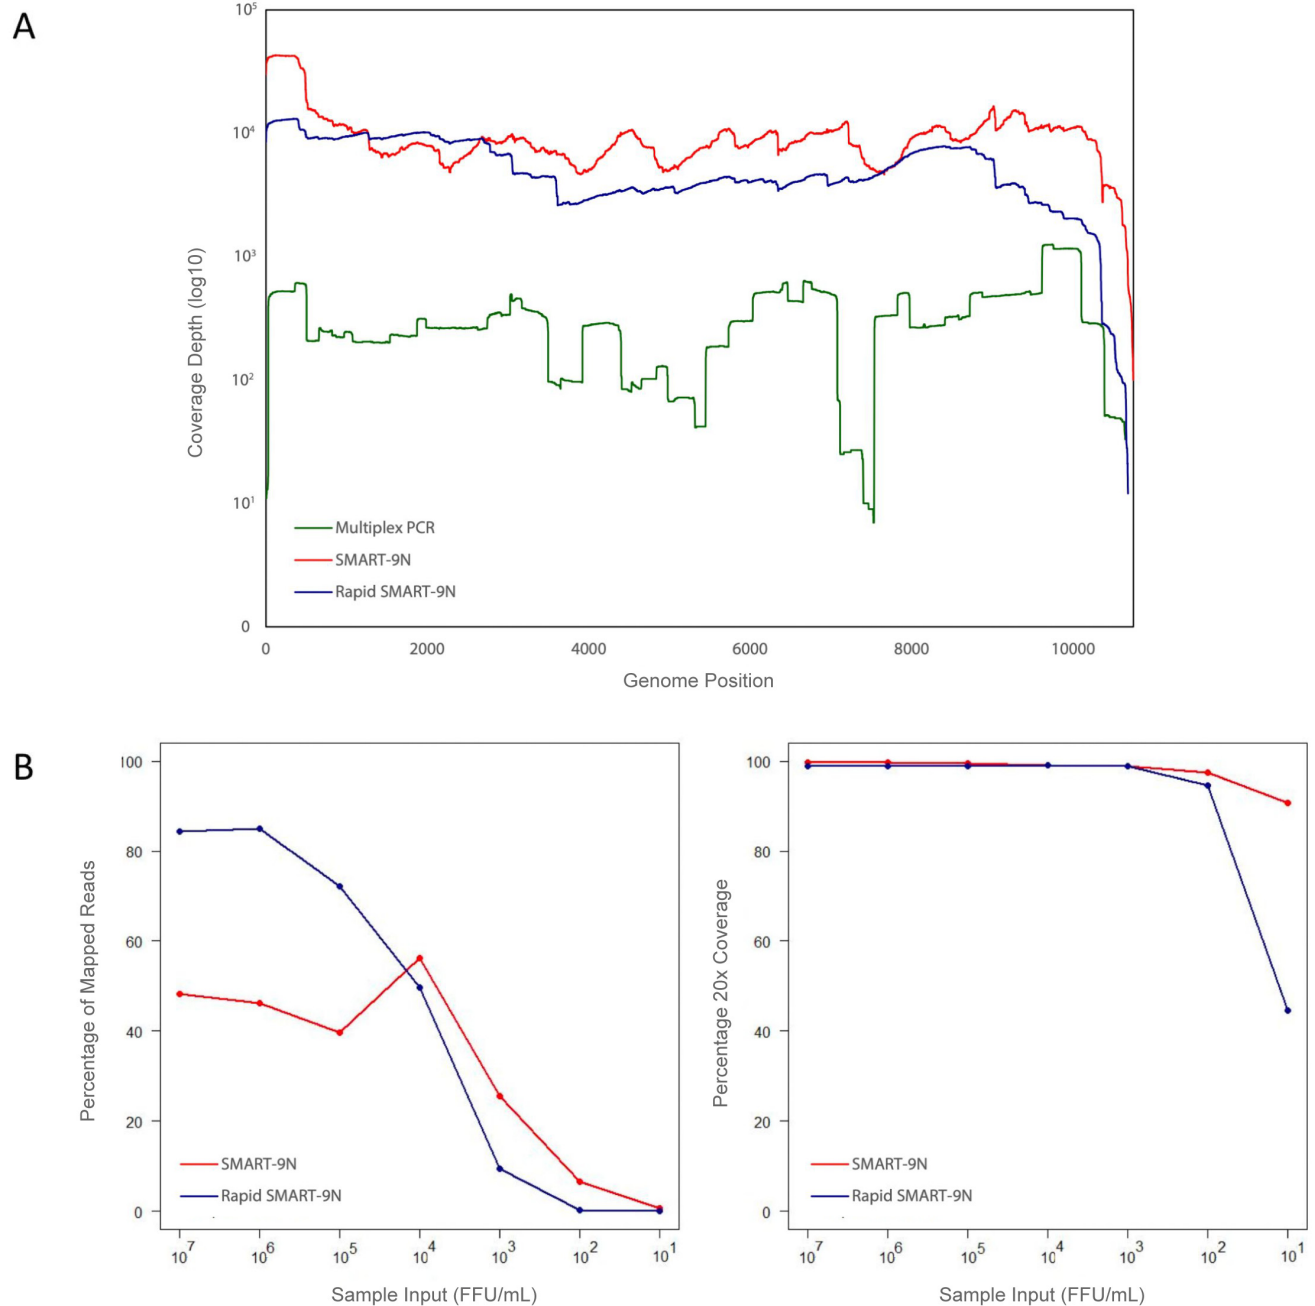 A
10⁵
10⁴
10³
10²
10¹
0
Coverage Depth (log10)
Multiplex PCR
SMART-9N
Rapid SMART-9N
0 2000 4000 6000 8000 10000
Genome Position
B
100
80
60
40
20
0
Percentage of Mapped Reads
SMART-9N
Rapid SMART-9N
10⁷ 10⁶ 10⁵ 10⁴ 10³ 10² 10¹
Sample Input (FFU/mL)
100
80
60
40
20
0
Percentage 20x Coverage
SMART-9N
Rapid SMART-9N
10⁷ 10⁶ 10⁵ 10⁴ 10³ 10² 10¹
Sample Input (FFU/mL)